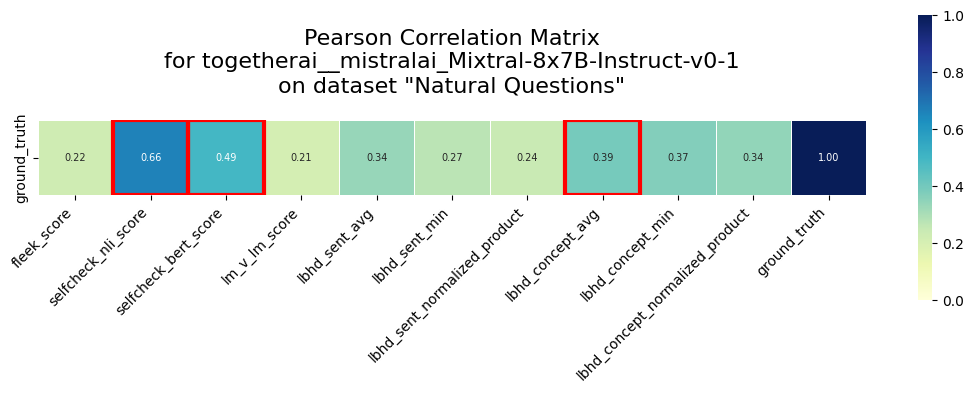 Pearson Correlation Matrix
for togetherai__mistralai_Mixtral-8x7B-Instruct-v0-1
on dataset "Natural Questions"
ground_truth
0.22 0.66 0.49 0.21 0.34 0.27 0.24 0.39 0.37 0.34 1.00
fleek_score
selfcheck_nli_score
selfcheck_bert_score
lm_v_lm_score
lbhd_sent_avg
lbhd_sent_min
lbhd_sent_normalized_product
lbhd_concept_avg
lbhd_concept_min
lbhd_concept_normalized_product
ground_truth
1.0
0.8
0.6
0.4
0.2
0.0